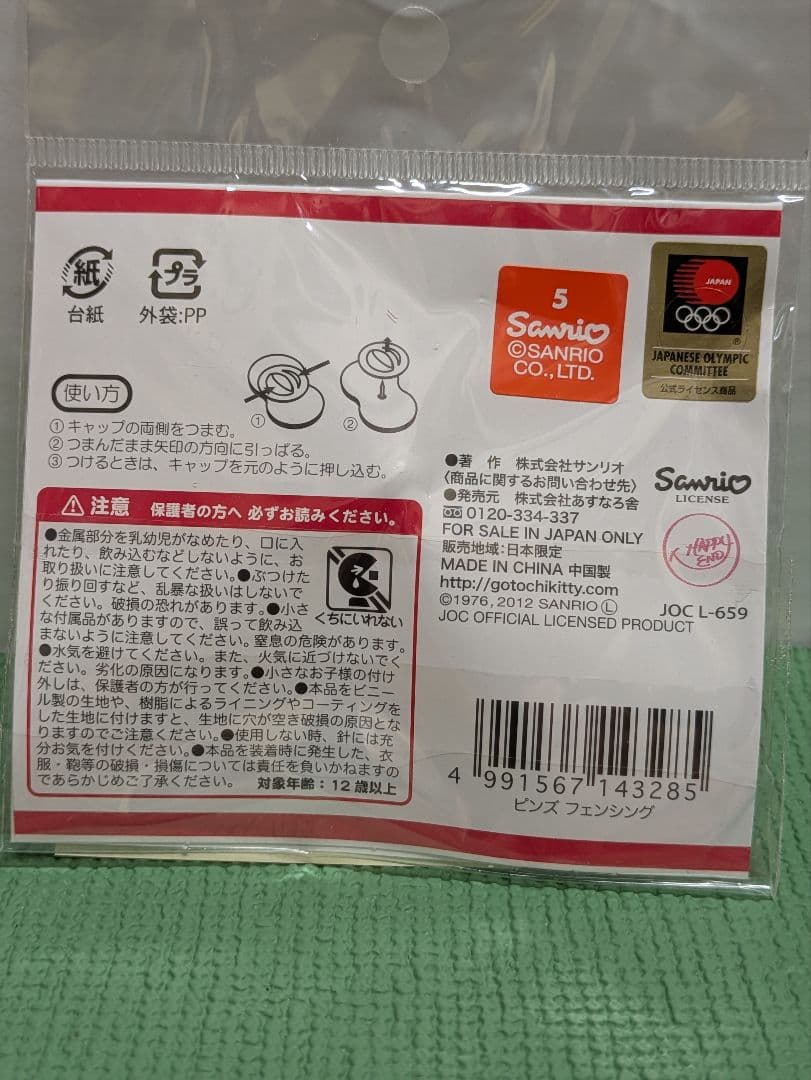 紙
台紙
プラ
外袋:PP
5
Sanrio
©SANRIO
CO.,LTD.
JAPAN
®
JAPANESE OLYMPIC
COMMITTEE
公式ライセンス商品
使い方
①キャップの両側をつまむ。
②つまんだまま矢印の方向に引っぱる。
③つけるときは、キャップを元のように押し込む。
①
②
注意 保護者の方へ 必ずお読みください。
●金属部分を乳幼児がなめたり、口に入
れたり、飲み込むなどしないように、お
取り扱いに注意してください。●ぶつけた
り振り回すなど、乱暴な扱いはしないで
ください。破損の恐れがあります。●小さ
な付属品がありますので、誤って飲み込
まないように注意してください。窒息の危険があります。
●水気を避けてください。また、火気に近づけないでく
ださい。劣化の原因になります。●小さなお子様の付け
外しは、保護者の方が行ってください。●本品をビニー
ル製の生地や、樹脂によるライニングやコーティングを
した生地に付けますと、生地に穴が空き破損の原因とな
りますのでご注意ください。●使用しない時、針には充
分お気を付けください。●本品を装着時に発生した、衣
服・鞄等の破損・損傷については責任を負いかねますの
であらかじめご了承ください。 対象年齢：12歳以上
くちにいれない
●著 作 株式会社サンリオ
〈商品に関するお問い合わせ先〉
●発売元 株式会社あすなろ舎
0120-334-337
FOR SALE IN JAPAN ONLY
販売地域:日本限定
MADE IN CHINA 中国製
http://gotochikitty.com
©1976, 2012 SANRIO Ⓛ
JOC OFFICIAL LICENSED PRODUCT
Sanrio
LICENSE
HAPPY
END
JOC L-659
4 991567 143285
ピンズ フェンシング